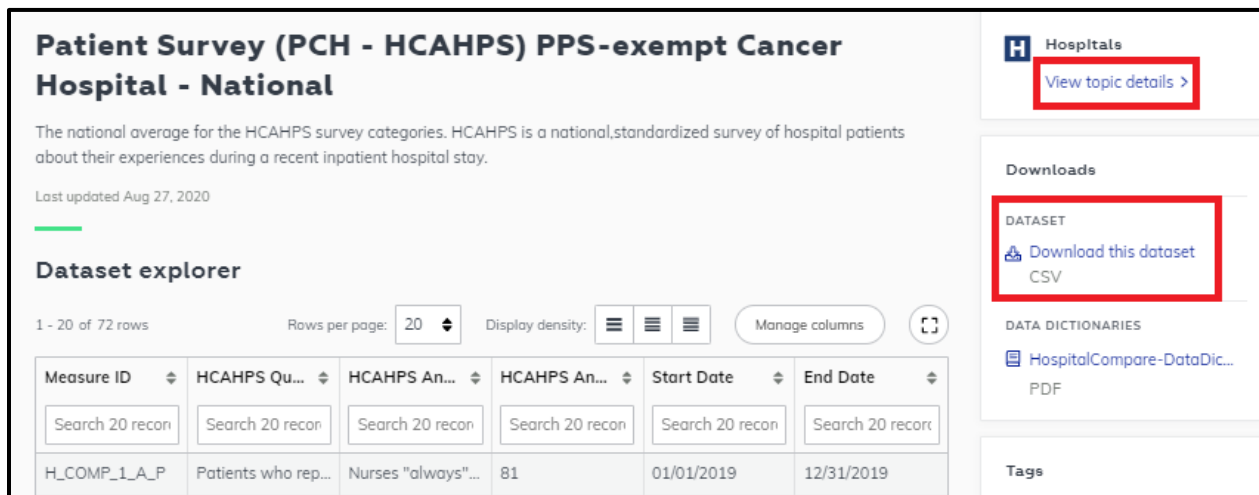 Patient Survey (PCH - HCAHPS) PPS-exempt Cancer
Hospital - National
The national average for the HCAHPS survey categories. HCAHPS is a national,standardized survey of hospital patients
about their experiences during a recent inpatient hospital stay.
Last updated Aug 27, 2020
Dataset explorer
1 - 20 of 72 rows Rows per page: 20 Display density: Manage columns
Measure ID HCAHPS Qu... HCAHPS An... HCAHPS An... Start Date End Date
Search 20 recor Search 20 recor Search 20 recor Search 20 recor Search 20 recor Search 20 recor
H_COMP_1_A_P Patients who rep... Nurses "always"... 81 01/01/2019 12/31/2019
H Hospitals
View topic details >
Downloads
DATASET
Download this dataset
CSV
DATA DICTIONARIES
HospitalCompare-DataDic...
PDF
Tags